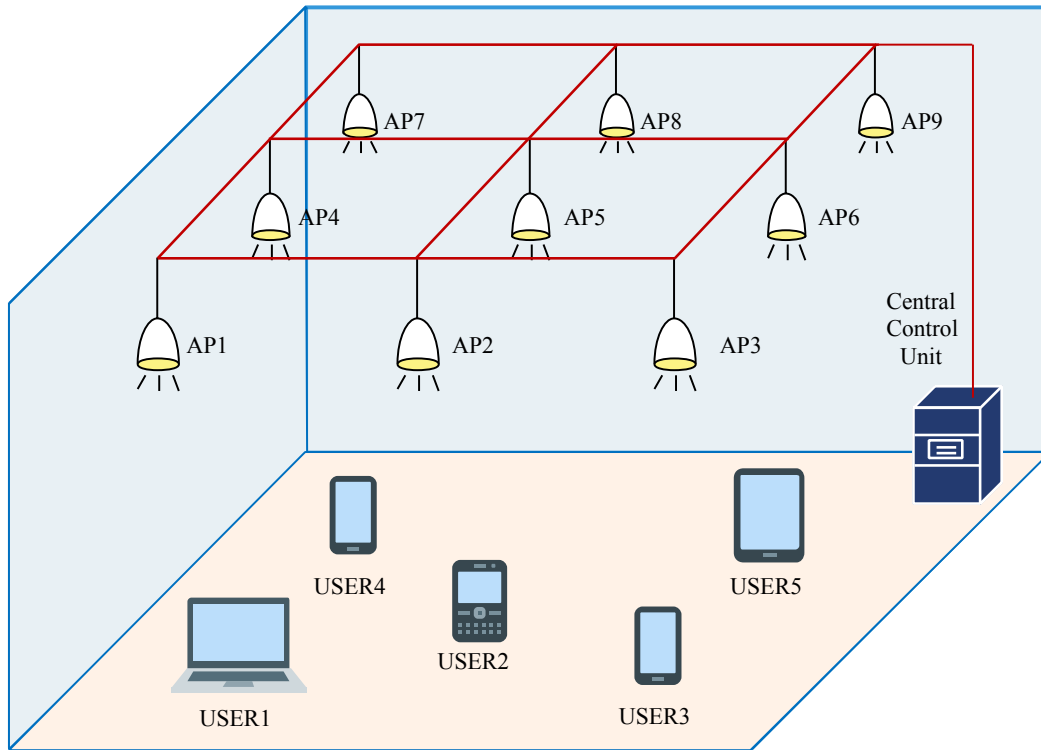 AP7
AP8
AP9
AP4
AP5
AP6
AP1
AP2
AP3
Central
Control
Unit
USER4
USER5
USER2
USER1
USER3